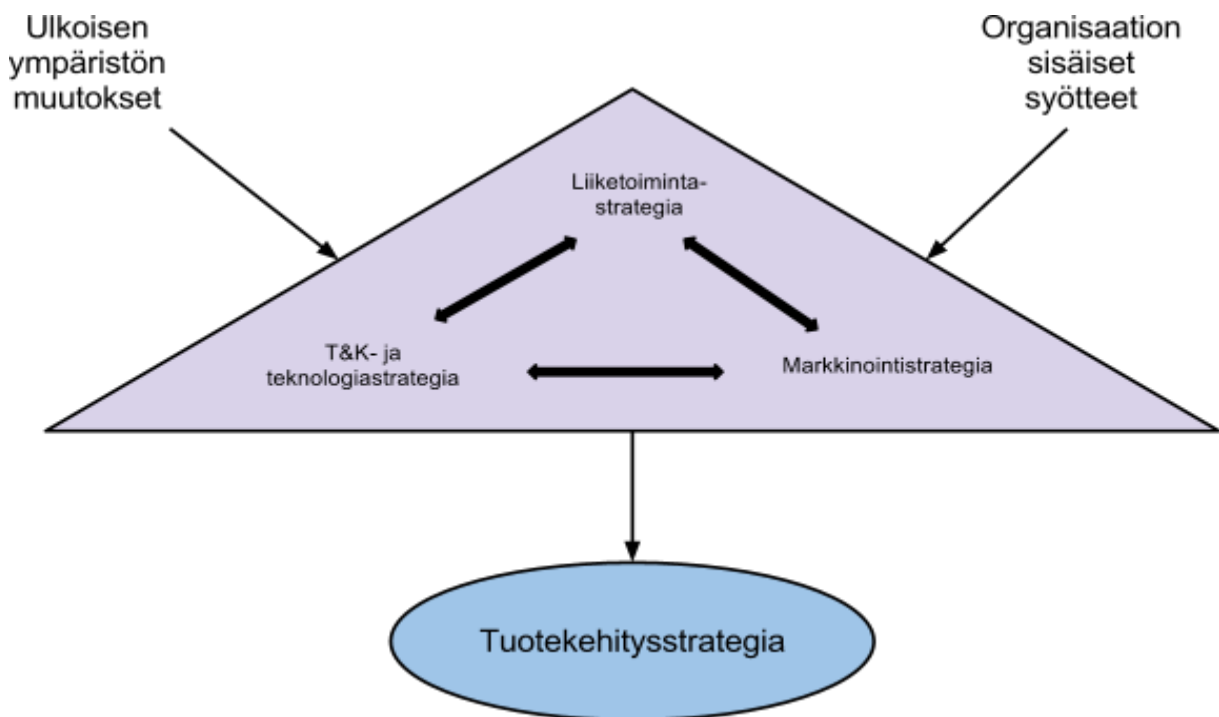 Ulkoisen
ympäristön
muutokset
Organisaation
sisäiset
syötteet
Liiketoiminta-
strategia
T&K- ja
teknologiastrategia
Markkinointistrategia
Tuotekehitysstrategia